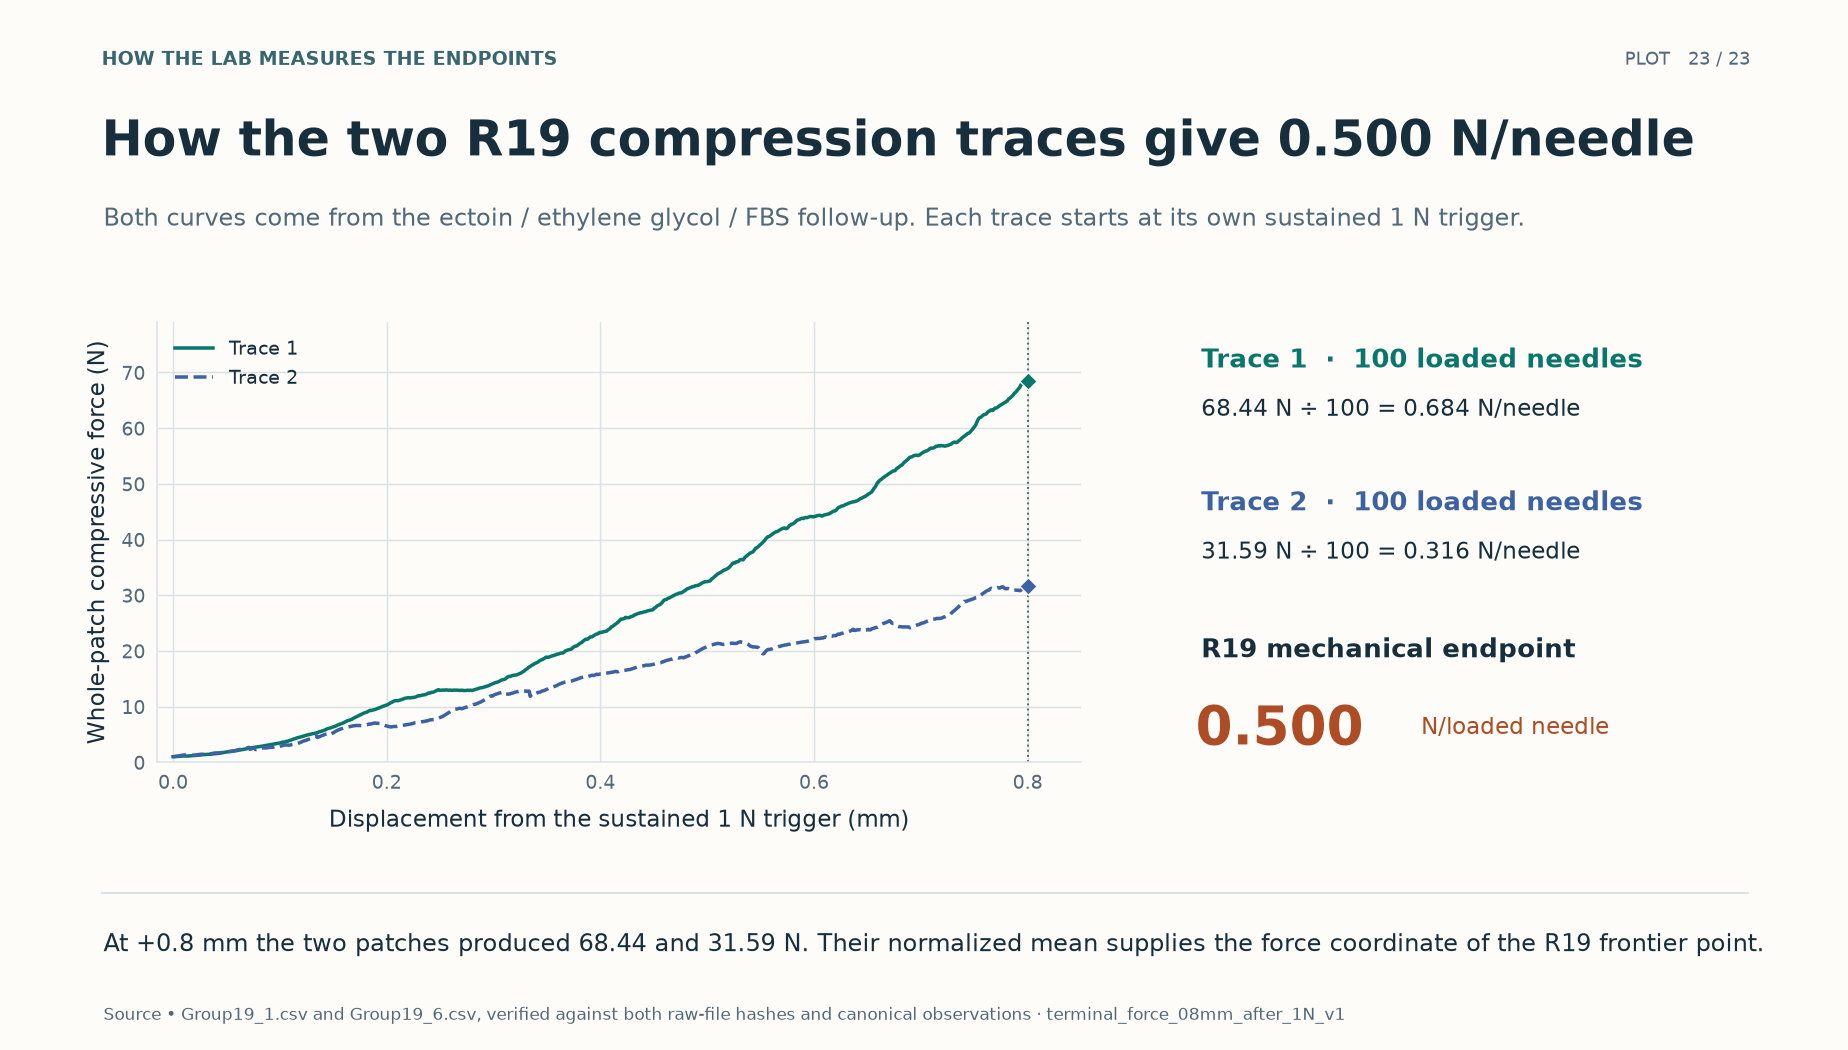 HOW THE LAB MEASURES THE ENDPOINTS
PLOT 23 / 23
How the two R19 compression traces give 0.500 N/needle
Both curves come from the ectoin / ethylene glycol / FBS follow-up. Each trace starts at its own sustained 1 N trigger.
Whole-patch compressive force (N)
70
60
50
40
30
20
10
0
Trace 1
Trace 2
0.0
0.2
0.4
0.6
0.8
Displacement from the sustained 1 N trigger (mm)
Trace 1 · 100 loaded needles
68.44 N ÷ 100 = 0.684 N/needle
Trace 2 · 100 loaded needles
31.59 N ÷ 100 = 0.316 N/needle
R19 mechanical endpoint
0.500 N/loaded needle
At +0.8 mm the two patches produced 68.44 and 31.59 N. Their normalized mean supplies the force coordinate of the R19 frontier point.
Source • Group19_1.csv and Group19_6.csv, verified against both raw-file hashes and canonical observations · terminal_force_08mm_after_1N_v1